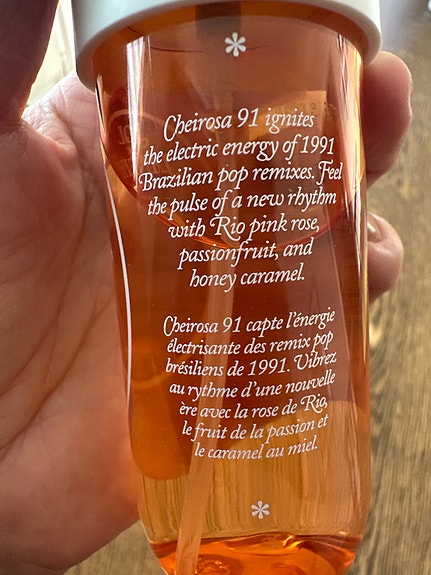 *
Cheirosa 91 ignites
the electric energy of 1991
Brazilian pop remixes. Feel
the pulse of a new rhythm
with Rio pink rose,
passionfruit, and
honey caramel.
Cheirosa 91 capte l'énergie
électrisante des remix pop
brésiliens de 1991. Vibrez
au rythme d'une nouvelle
ère avec la rose de Rio,
le fruit de la passion et
le caramel au miel.
*